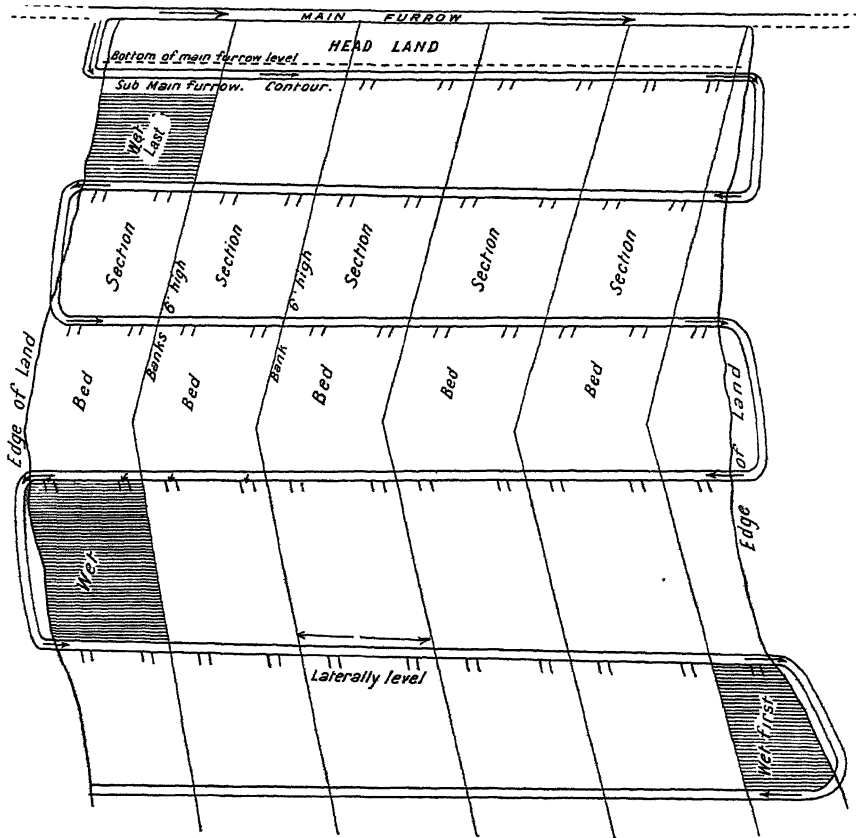 MAIN FURROW
HEAD LAND
Bottom of main furrow level
Sub Main furrow. Contour.
Wet
Last
Section
Section
Section
Section
Section
Banks 6' high
Bank 6' high
Edge of Land
Bed
Bed
Bed
Bed
Bed
Edge of Land
Wet
Laterally level
Wet first